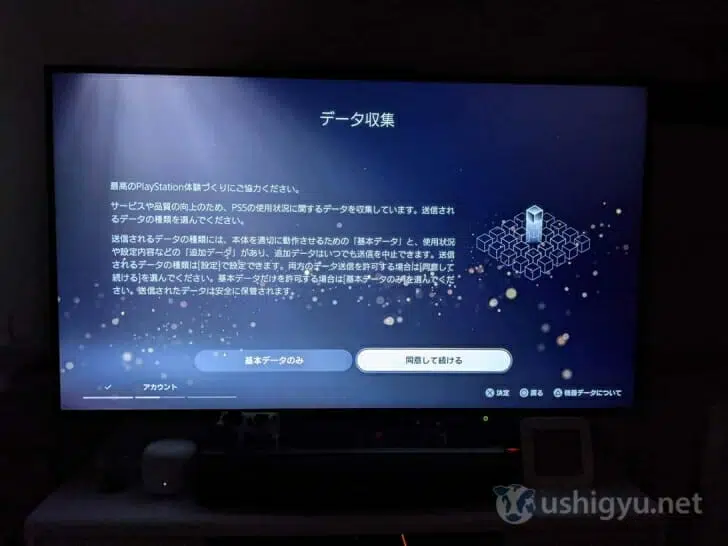 データ収集
最高のPlayStation体験づくりにご協力ください。
サービスや品質の向上のため、PS5の使用状況に関するデータを収集しています。送信され
るデータの種類を選んでください。
送信されるデータの種類には、本体を適切に動作させるための「基本データ」と、使用状況
や設定内容などの「追加データ」があり、追加データはいつでも送信を中止できます。送信
されるデータの種類は[設定]で設定できます。両方のデータ送信を許可する場合は[同意して
続ける]を選んでください。基本データだけを許可する場合は[基本データのみ]を選んでくだ
さい。送信されたデータは安全に保管されます。
基本データのみ
同意して続ける
アカウント
決定 戻る 機器データについて
ushigyu.net